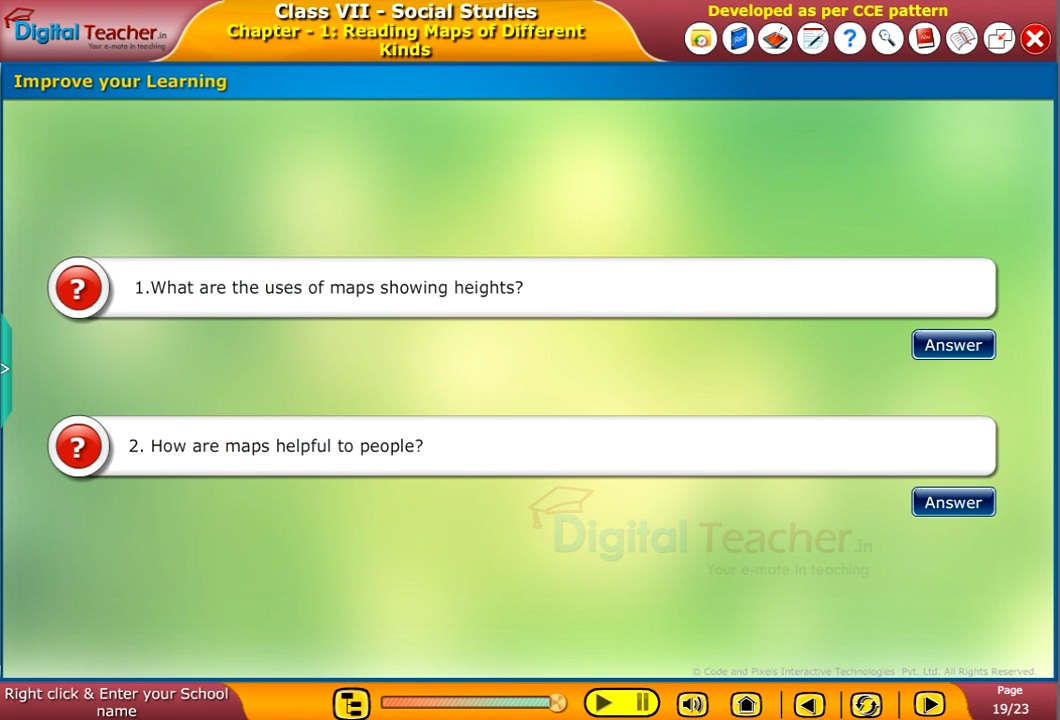 Digital Teacher.in
Your e-mate in teaching
Class VII - Social Studies
Chapter - 1: Reading Maps of Different
Kinds
Developed as per CCE pattern
Ref
?
Abc
Improve your Learning
?
1.What are the uses of maps showing heights?
Answer
>
?
2. How are maps helpful to people?
Answer
Digital Teacher.in
Your e-mate in teaching
© Code and Pixels Interactive Technologies Pvt. Ltd. All Rights Reserved.
Right click & Enter your School
name
Page
19/23